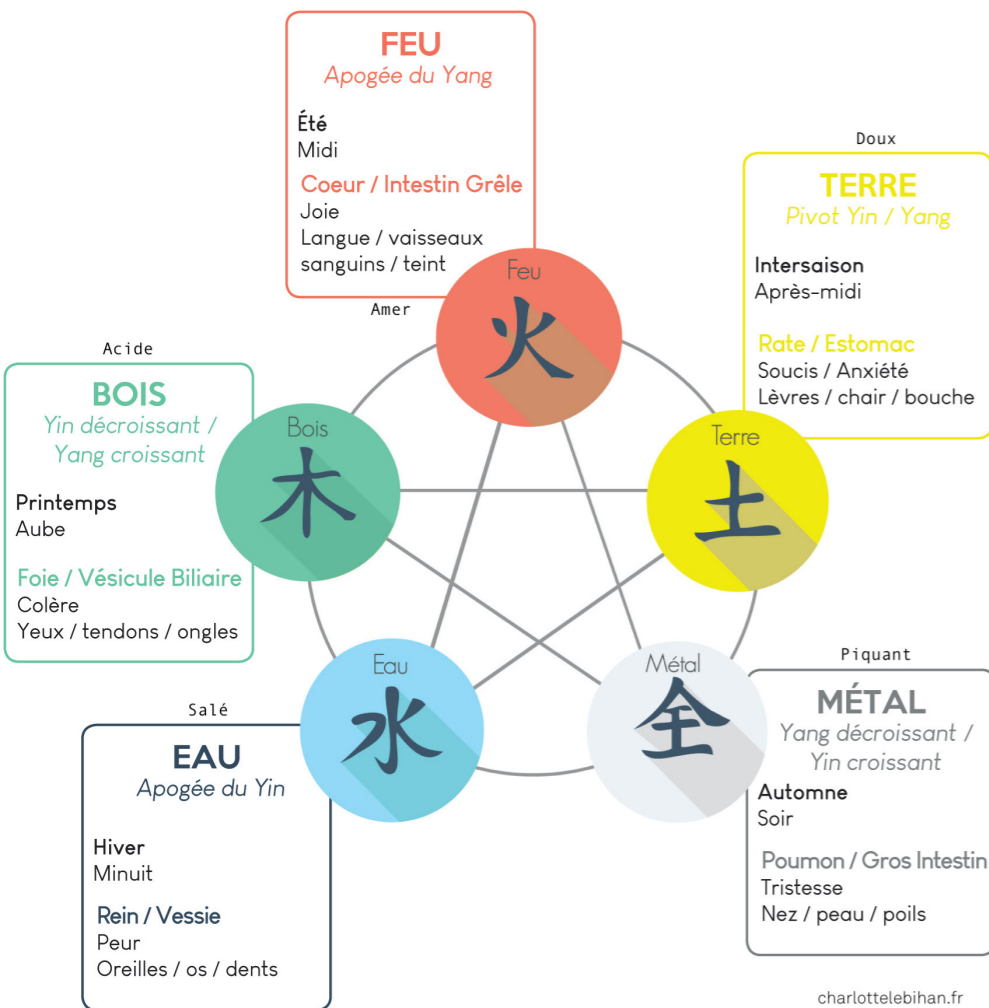 FEU
Apogée du Yang
Été
Midi
Coeur / Intestin Grêle
Joie
Langue / vaisseaux
sanguins / teint
Amer
Feu
火
Doux
TERRE
Pivot Yin / Yang
Intersaison
Après-midi
Rate / Estomac
Soucis / Anxiété
Lèvres / chair / bouche
Terre
土
Acide
BOIS
Yin décroissant /
Yang croissant
Printemps
Aube
Foie / Vésicule Biliaire
Colère
Yeux / tendons / ongles
Bois
木
Piquant
MÉTAL
Yang décroissant /
Yin croissant
Automne
Soir
Poumon / Gros Intestin
Tristesse
Nez / peau / poils
Métal
全
Salé
EAU
Apogée du Yin
Hiver
Minuit
Rein / Vessie
Peur
Oreilles / os / dents
Eau
水
charlottelebihan.fr